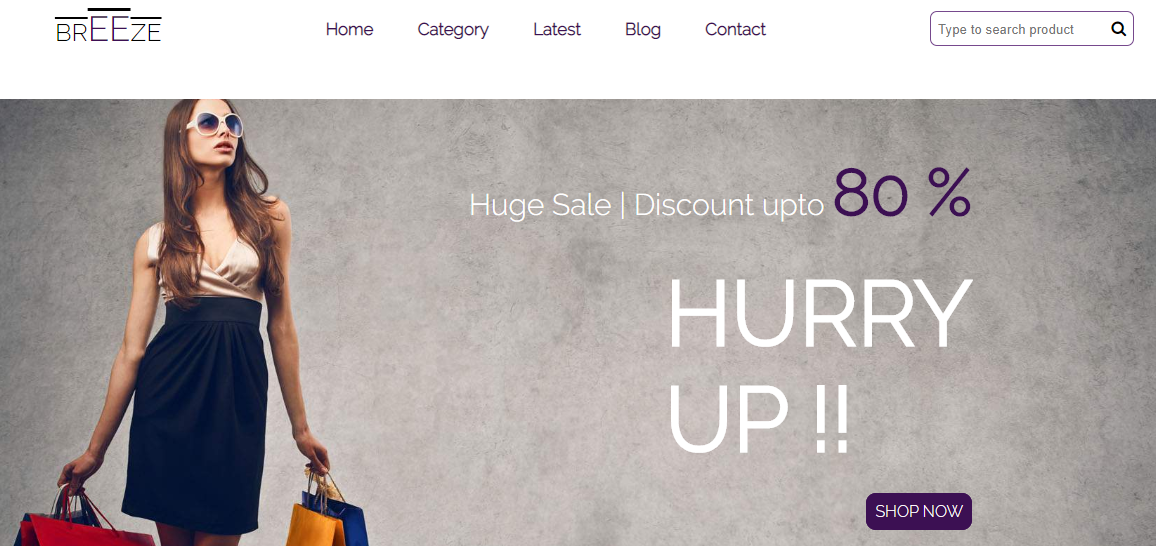 BREEZE
Home Category Latest Blog Contact
Type to search product
Huge Sale | Discount upto 80 %
HURRY
UP !!
SHOP NOW